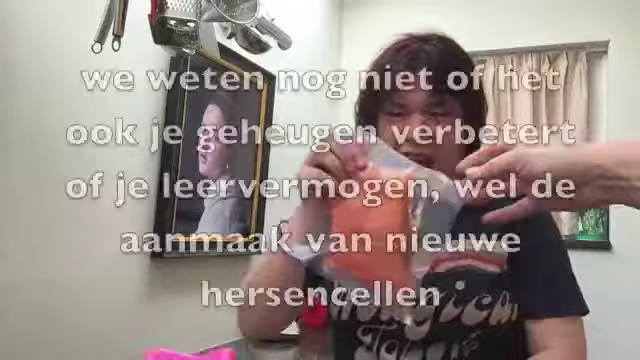 we weten nog niet of het
ook je geheugen verbetert
of je leervermogen, wel de
aanmaak van nieuwe
hersencellen